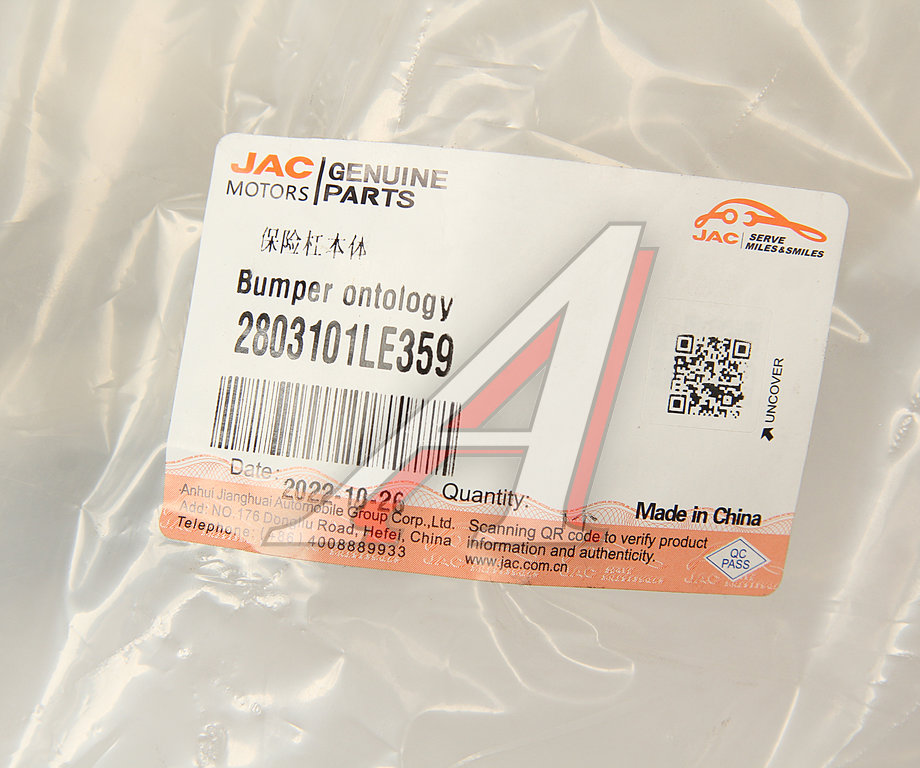 JAC
MOTORS
GENUINE
PARTS
JAC
SERVE
MILES&SMILES
保险杠本体
Bumper ontology
2803101LE359
UNCOVER
Date:
2022-10-26
Quantity:
Made in China
Anhui Jianghuai Automobile Group Corp.,Ltd.
Add: NO.176 Dongliu Road, Hefei, China
Telephone: 4008889933
Scanning QR code to verify product
information and authenticity.
www.jac.com.cn
QC
PASS